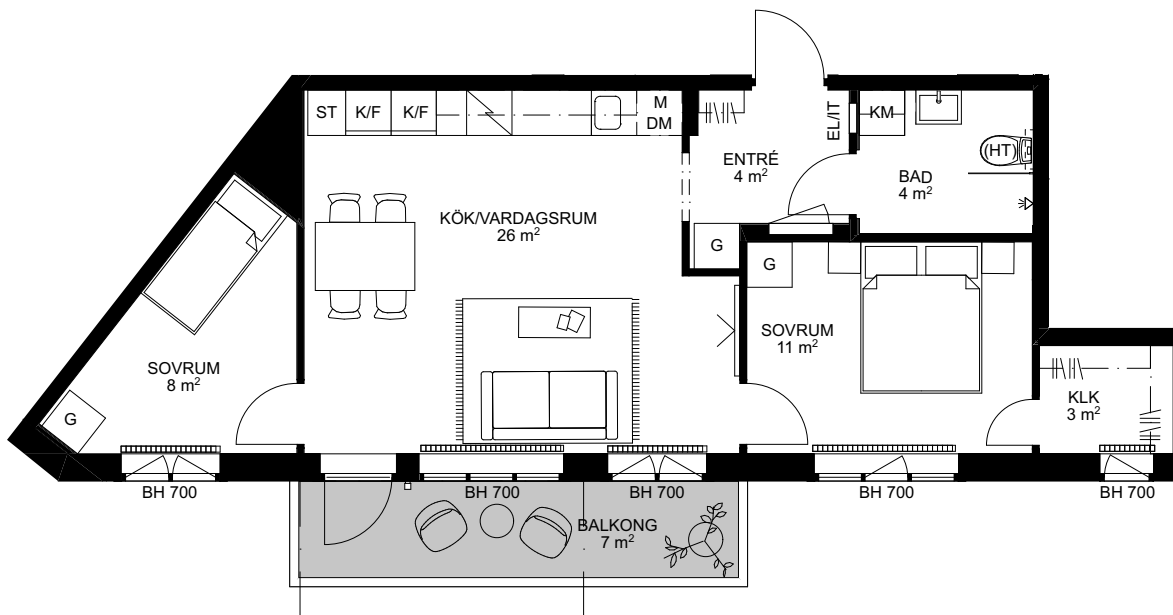 ST
K/F
K/F
M
DM
EL/IT
KM
(HT)
ENTRÉ
4 m²
BAD
4 m²
KÖK/VARDAGSRUM
26 m²
G
G
SOVRUM
11 m²
SOVRUM
8 m²
G
KLK
3 m²
BH 700
BH 700
BH 700
BH 700
BH 700
BALKONG
7 m²